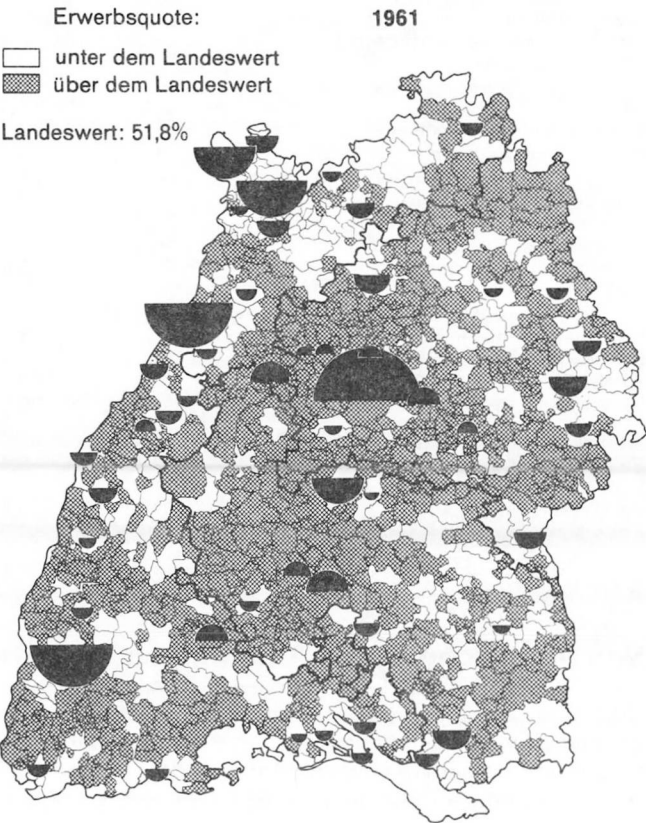 Erwerbsquote: 1961
unter dem Landeswert
über dem Landeswert
Landeswert: 51,8%